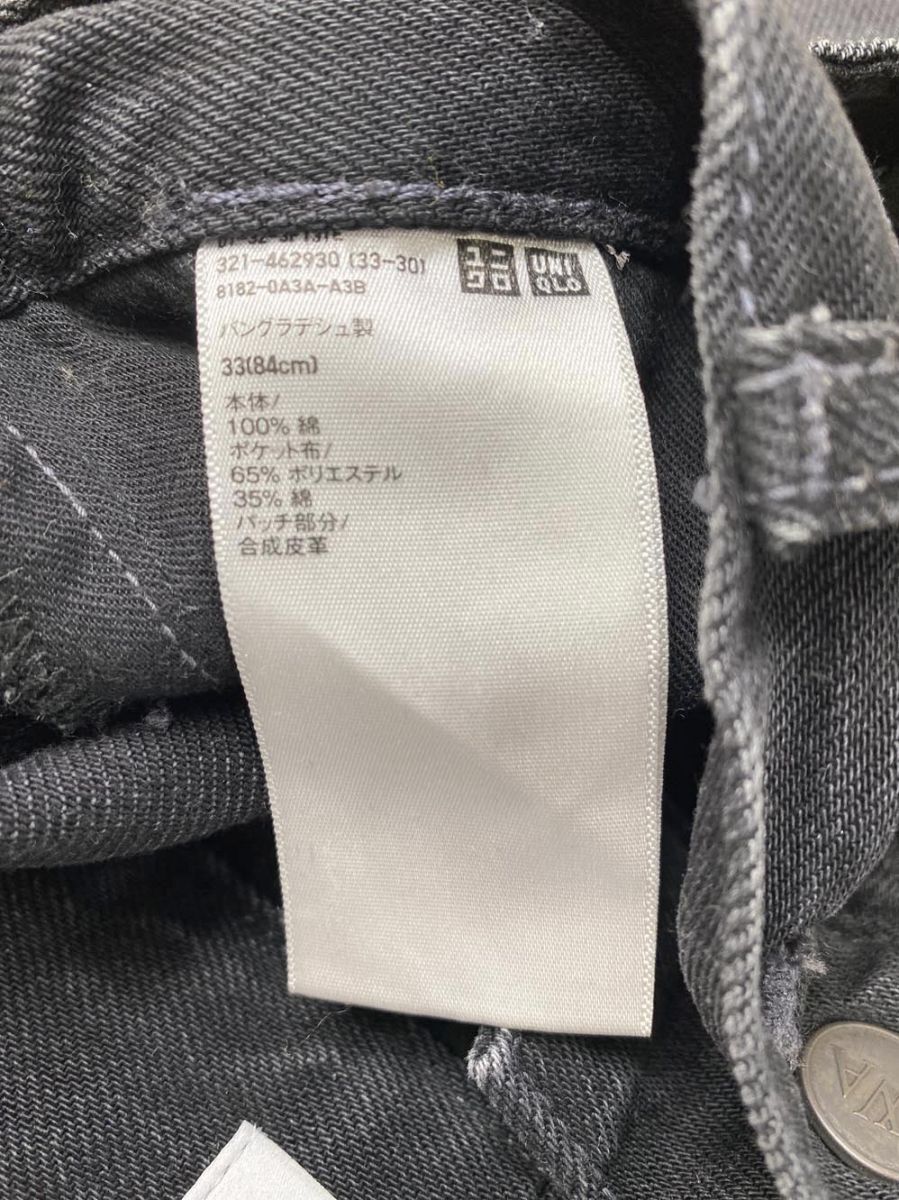 321-462930 (33-30)
8182-0A3A-A3B
ユニ
クロ
UNI
QLO
バングラデシュ製
33(84cm)
本体/
100% 綿
ポケット布/
65% ポリエステル
35% 綿
パッチ部分/
合成皮革